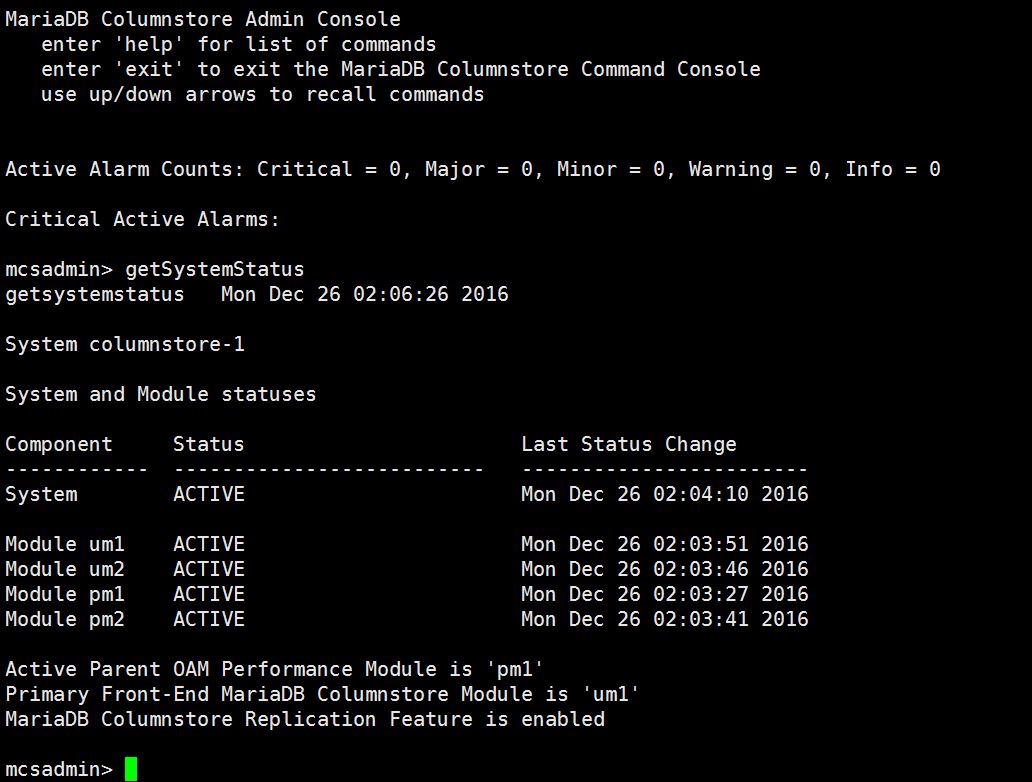 MariaDB Columnstore Admin Console
   enter 'help' for list of commands
   enter 'exit' to exit the MariaDB Columnstore Command Console
   use up/down arrows to recall commands
Active Alarm Counts: Critical = 0, Major = 0, Minor = 0, Warning = 0, Info = 0
Critical Active Alarms:
mcsadmin> getSystemStatus
getsystemstatus   Mon Dec 26 02:06:26 2016
System columnstore-1
System and Module statuses
Component     Status                       Last Status Change
------------  --------------------------   ------------------------
System        ACTIVE                       Mon Dec 26 02:04:10 2016
Module um1    ACTIVE                       Mon Dec 26 02:03:51 2016
Module um2    ACTIVE                       Mon Dec 26 02:03:46 2016
Module pm1    ACTIVE                       Mon Dec 26 02:03:27 2016
Module pm2    ACTIVE                       Mon Dec 26 02:03:41 2016
Active Parent OAM Performance Module is 'pm1'
Primary Front-End MariaDB Columnstore Module is 'um1'
MariaDB Columnstore Replication Feature is enabled
mcsadmin>